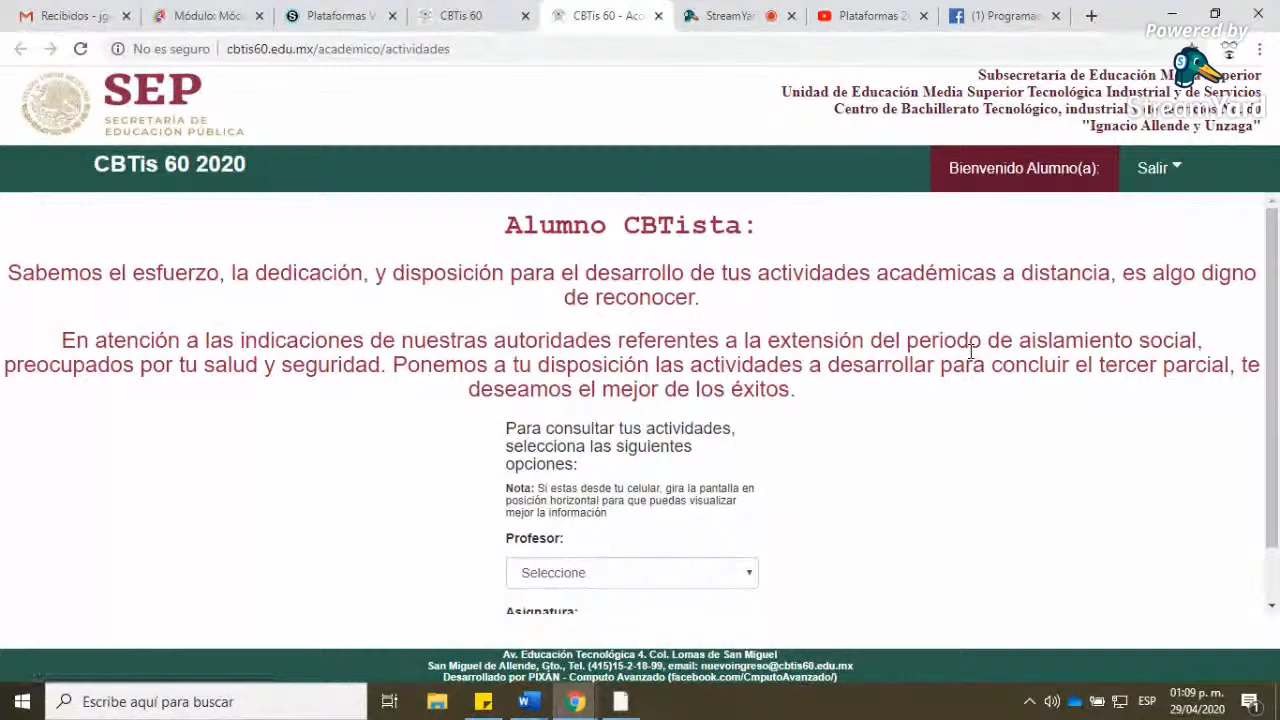 Recibidos - jg
Módulo: Mód
Plataformas V
CBTis 60
CBTis 60 - Acc
StreamYar
Plataformas 2
(1) Programac
Powered by
StreamYard
No es seguro | cbtis60.edu.mx/academico/actividades
SEP
SECRETARÍA DE
EDUCACIÓN PÚBLICA
Subsecretaría de Educación Superior
Unidad de Educación Media Superior Tecnológica Industrial y de Servicios
Centro de Bachillerato Tecnológico, industrial
"Ignacio Allende y Unzaga"
CBTis 60 2020
Bienvenido Alumno(a):
Salir
Alumno CBTista:
Sabemos el esfuerzo, la dedicación, y disposición para el desarrollo de tus actividades académicas a distancia, es algo digno
de reconocer.
En atención a las indicaciones de nuestras autoridades referentes a la extensión del periodo de aislamiento social,
preocupados por tu salud y seguridad. Ponemos a tu disposición las actividades a desarrollar para concluir el tercer parcial, te
deseamos el mejor de los éxitos.
Para consultar tus actividades,
selecciona las siguientes
opciones:
Nota: Si estas desde tu celular, gira la pantalla en
posición horizontal para que puedas visualizar
mejor la información
Profesor:
Seleccione
Asignatura:
Av. Educación Tecnológica 4. Col. Lomas de San Miguel
San Miguel de Allende, Gto., Tel. (415)15-2-18-99, email: nuevoingreso@cbtis60.edu.mx
Desarrollado por PIXÁN - Computo Avanzado (facebook.com/CmputoAvanzado/)
Escribe aquí para buscar
ESP
01:09 p. m.
29/04/2020
1